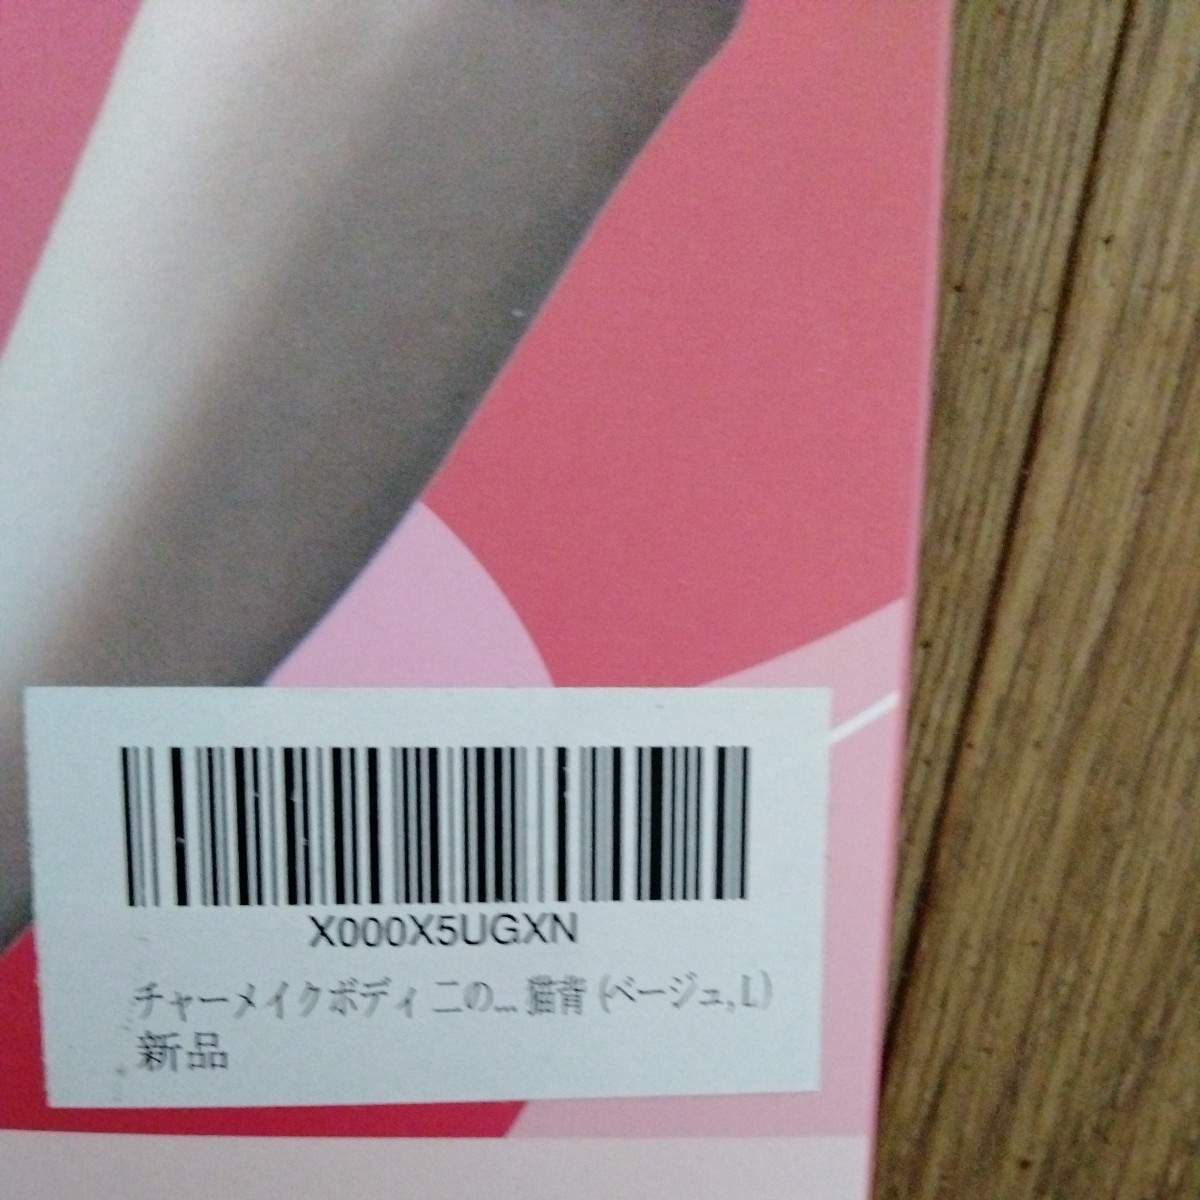 X000X5UGXN
チャーメイクボディ 二の... 猫背 (ベージュ, L)
新品